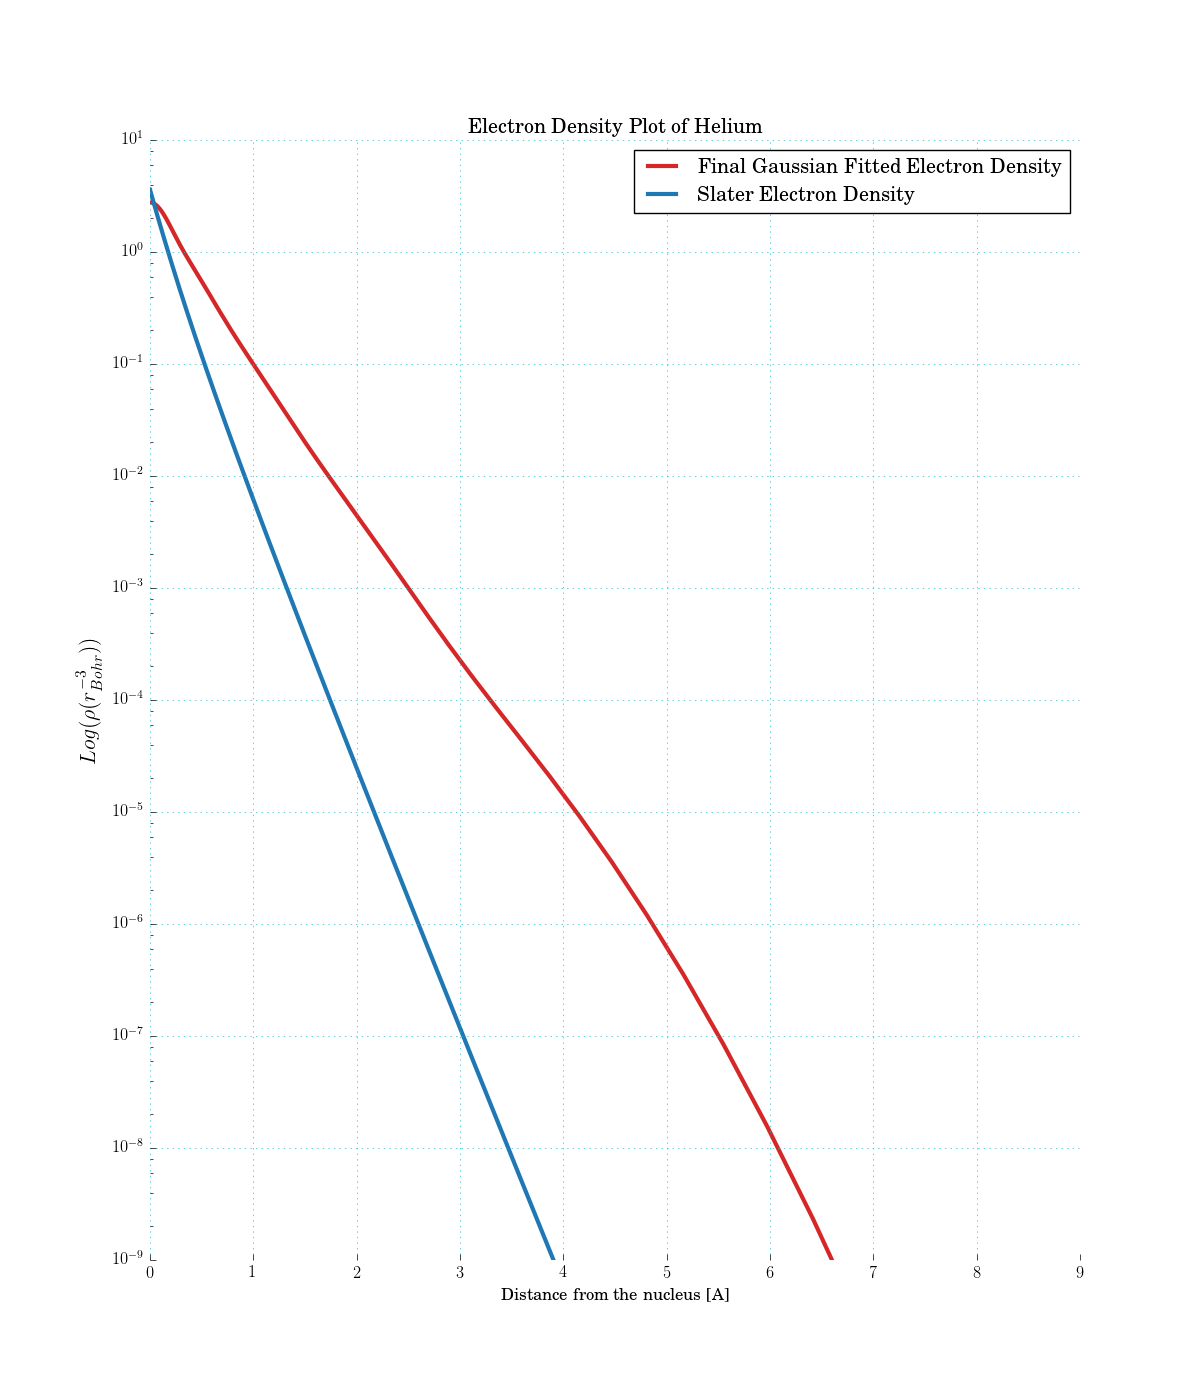 Electron Density Plot of Helium
Final Gaussian Fitted Electron Density
Slater Electron Density
10^1
10^0
10^−1
10^−2
10^−3
10^−4
10^−5
10^−6
10^−7
10^−8
10^−9
Log(ρ(r_{Bohr}^{−3}))
0 1 2 3 4 5 6 7 8 9
Distance from the nucleus [A]